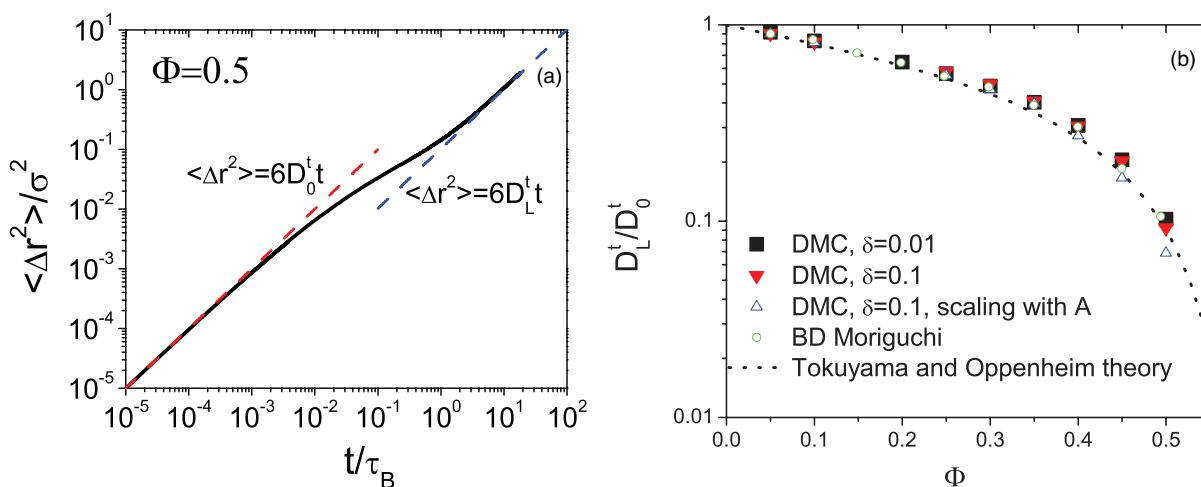 Φ=0.5
(a)
<Δr²>=6D₀ᵗt
<Δr²>=6D_Lᵗt
<Δr²>/σ²
10¹
10⁰
10⁻¹
10⁻²
10⁻³
10⁻⁴
10⁻⁵
10⁻⁵ 10⁻⁴ 10⁻³ 10⁻² 10⁻¹ 10⁰ 10¹ 10²
t/τ_B
(b)
D_Lᵗ/D₀ᵗ
1
0.1
0.01
DMC, δ=0.01
DMC, δ=0.1
DMC, δ=0.1, scaling with A
BD Moriguchi
Tokuyama and Oppenheim theory
0.0 0.1 0.2 0.3 0.4 0.5
Φ